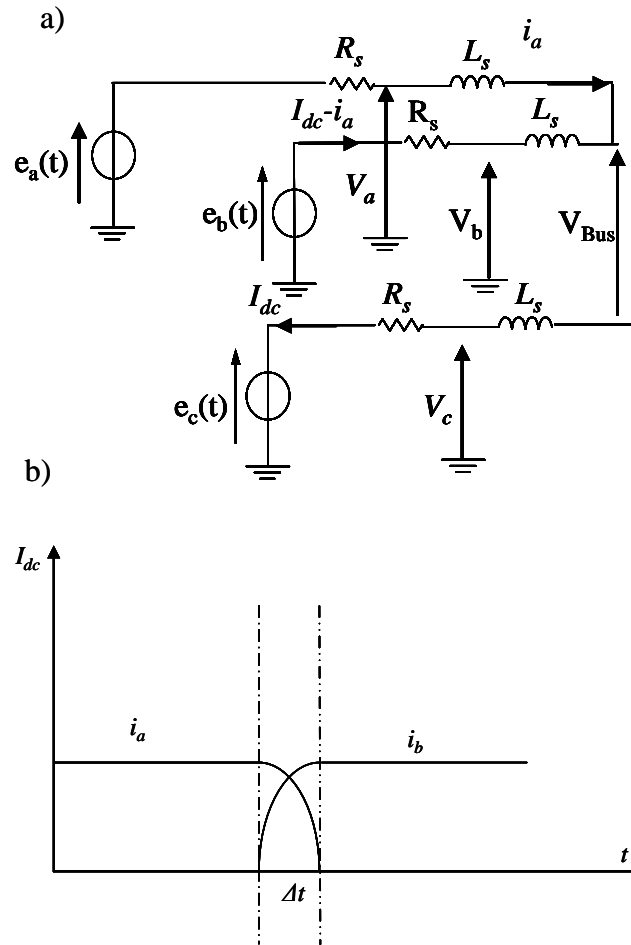 a)
i_a
R_s
L_s
I_dc-i_a
R_s
L_s
e_a(t)
V_a
e_b(t)
V_b
V_Bus
I_dc
R_s
L_s
e_c(t)
V_c
b)
I_dc
i_a
i_b
t
Δt